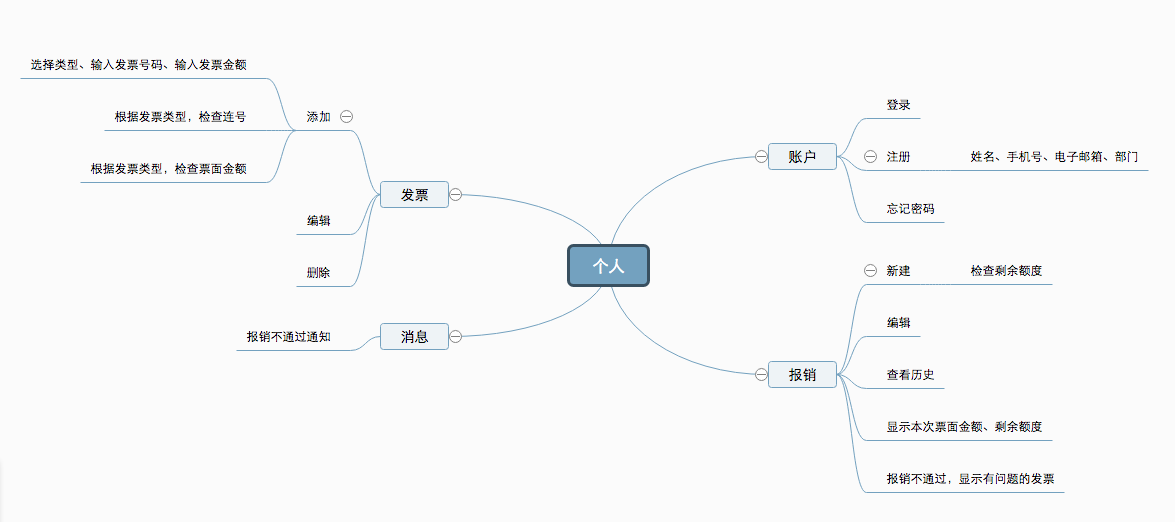 个人
账户
登录
注册
姓名、手机号、电子邮箱、部门
忘记密码
报销
新建
检查剩余额度
编辑
查看历史
显示本次票面金额、剩余额度
报销不通过，显示有问题的发票
发票
添加
选择类型、输入发票号码、输入发票金额
根据发票类型，检查连号
根据发票类型，检查票面金额
编辑
删除
消息
报销不通过通知